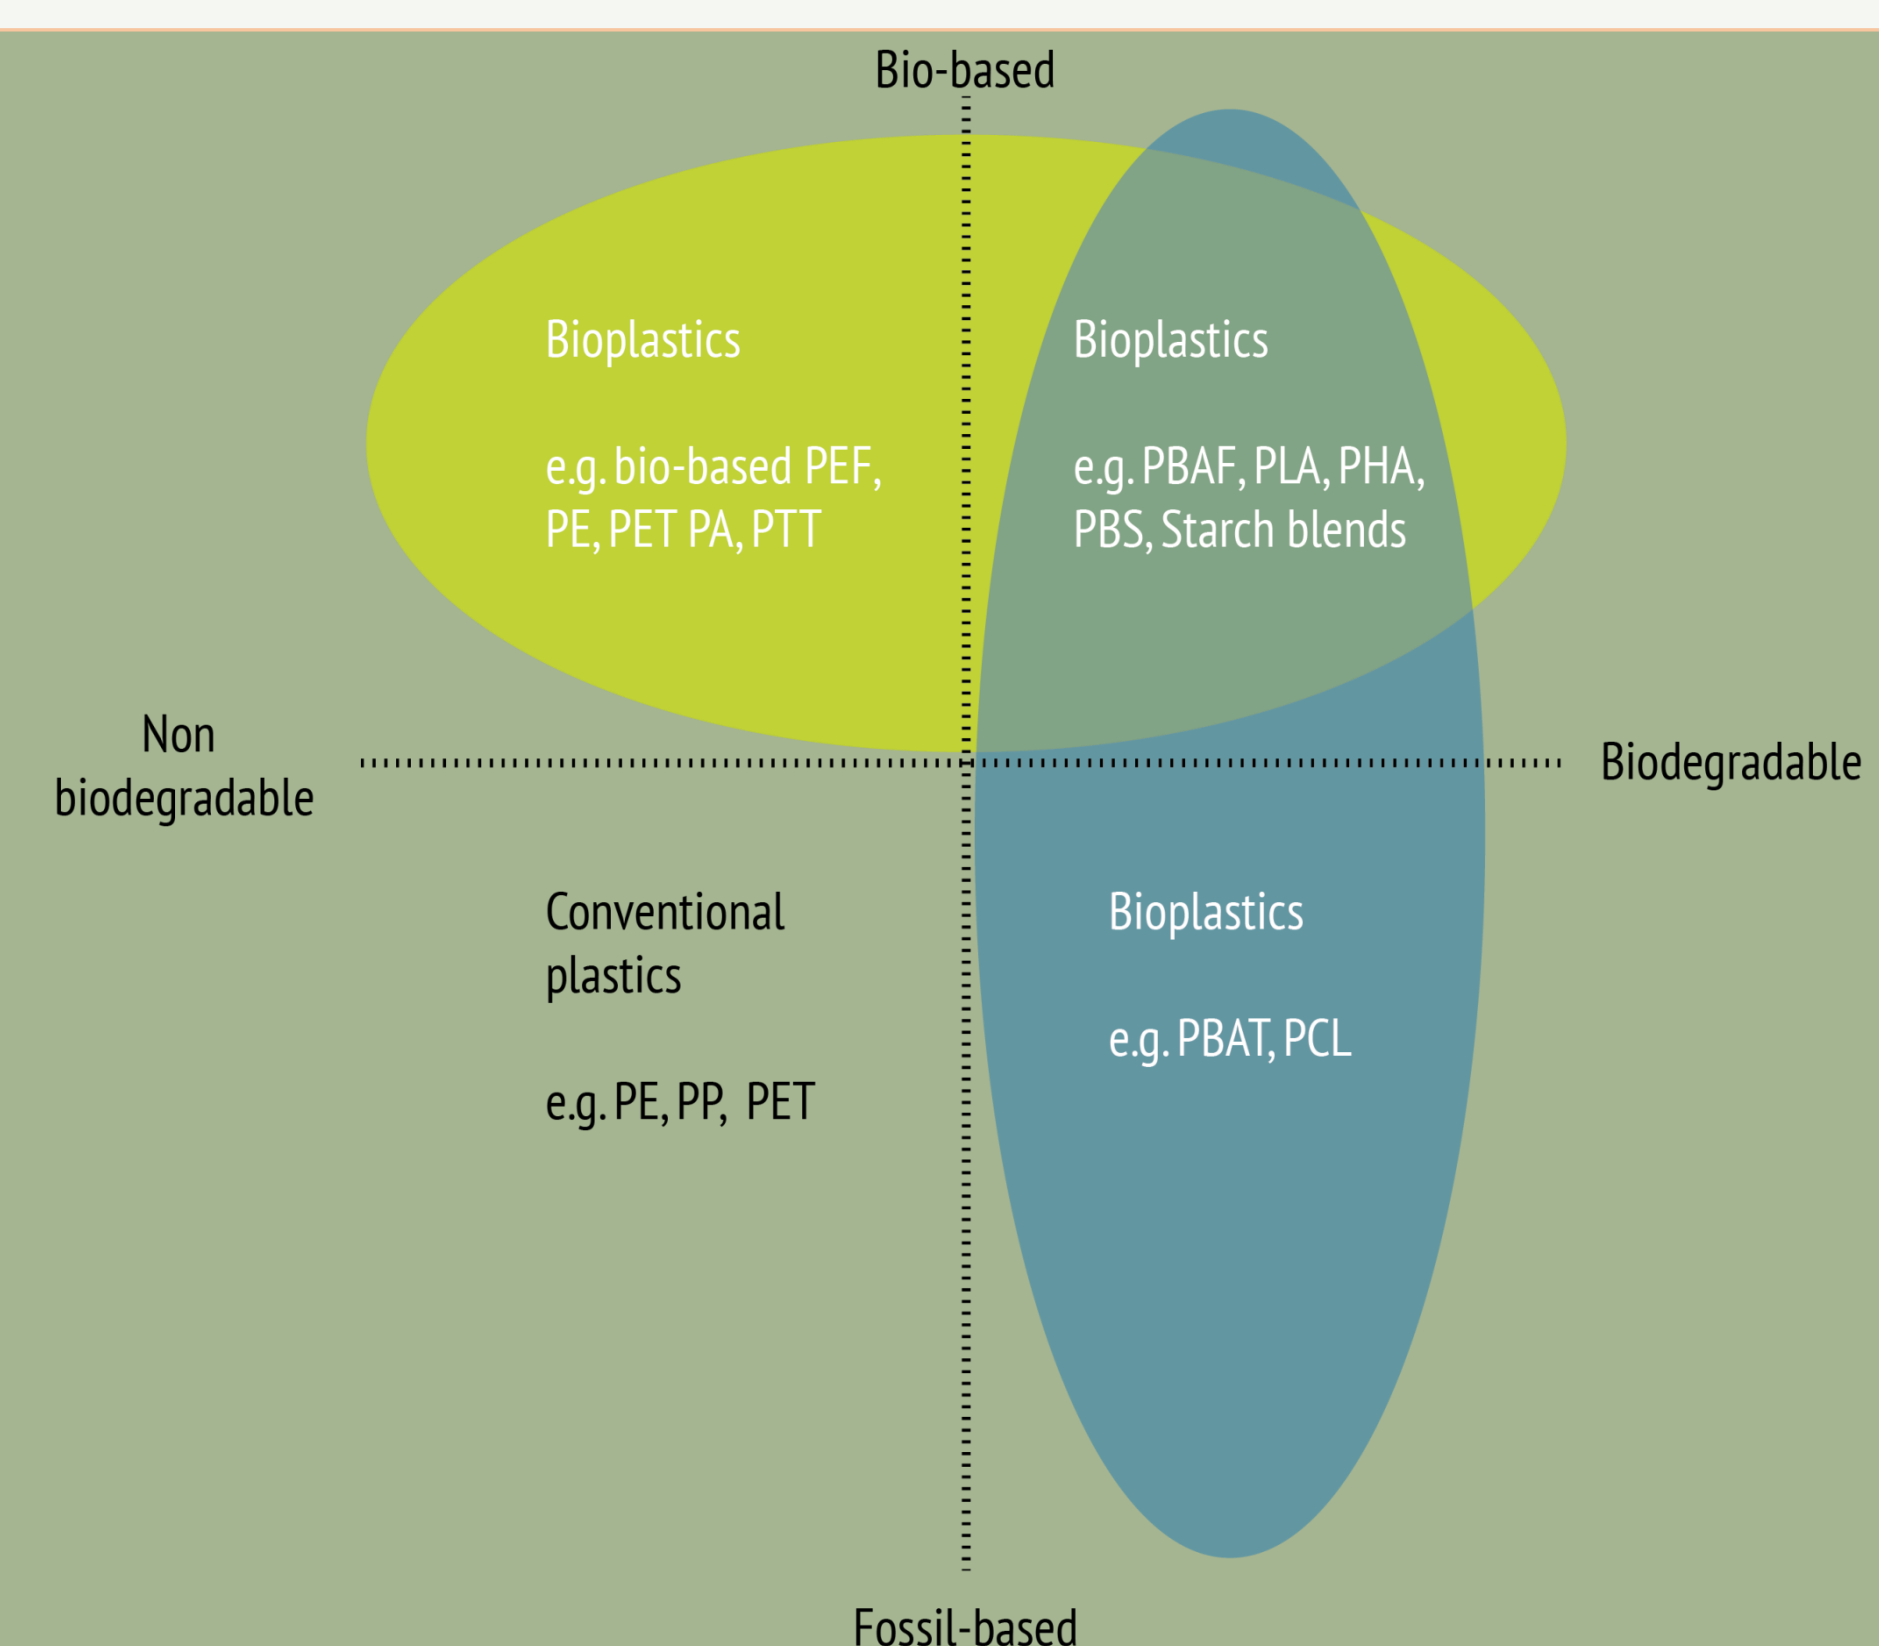 Bio-based
Bioplastics
e.g. bio-based PEF,
PE, PET PA, PTT
Bioplastics
e.g. PBAF, PLA, PHA,
PBS, Starch blends
Non
biodegradable
Biodegradable
Conventional
plastics
e.g. PE, PP,  PET
Bioplastics
e.g. PBAT, PCL
Fossil-based